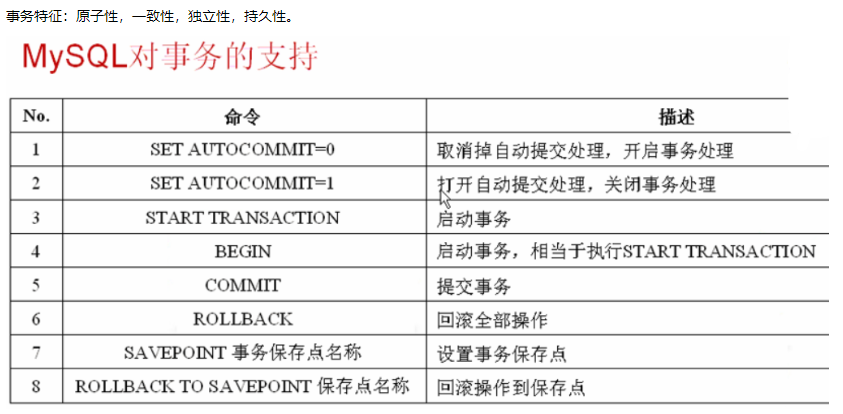 事务特征：原子性，一致性，独立性，持久性。
MySQL对事务的支持
No. 命令 描述
1 SET AUTOCOMMIT=0 取消掉自动提交处理，开启事务处理
2 SET AUTOCOMMIT=1 打开自动提交处理，关闭事务处理
3 START TRANSACTION 启动事务
4 BEGIN 启动事务，相当于执行START TRANSACTION
5 COMMIT 提交事务
6 ROLLBACK 回滚全部操作
7 SAVEPOINT 事务保存点名称 设置事务保存点
8 ROLLBACK TO SAVEPOINT 保存点名称 回滚操作到保存点